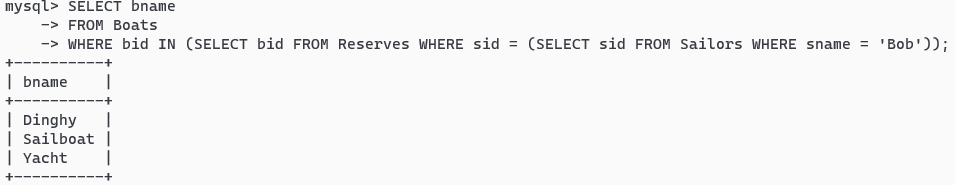 mysql> SELECT bname
    -> FROM Boats
    -> WHERE bid IN (SELECT bid FROM Reserves WHERE sid = (SELECT sid FROM Sailors WHERE sname = 'Bob'));
+----------+
| bname    |
+----------+
| Dinghy   |
| Sailboat |
| Yacht    |
+----------+